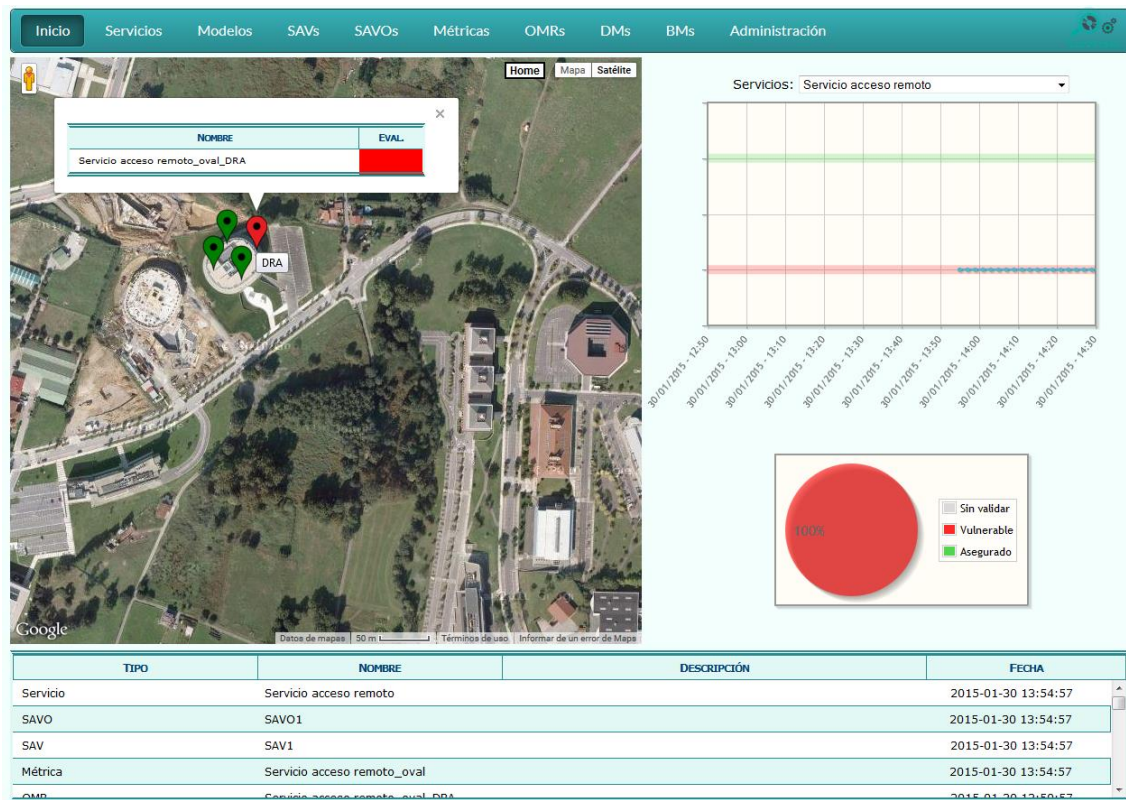 Inicio Servicios Modelos SAVs SAVOs Métricas OMRs DMs BMs Administración
Home Mapa Satélite
NOMBRE EVAL.
Servicio acceso remoto_oval_DRA
DRA
Google
Datos de mapas 50 m Términos de uso Informar de un error de Maps
Servicios: Servicio acceso remoto
30/01/2015 - 12:50
30/01/2015 - 13:00
30/01/2015 - 13:10
30/01/2015 - 13:20
30/01/2015 - 13:30
30/01/2015 - 13:40
30/01/2015 - 13:50
30/01/2015 - 14:00
30/01/2015 - 14:10
30/01/2015 - 14:20
30/01/2015 - 14:30
100%
Sin validar
Vulnerable
Asegurado
TIPO NOMBRE DESCRIPCIÓN FECHA
Servicio Servicio acceso remoto 2015-01-30 13:54:57
SAVO SAVO1 2015-01-30 13:54:57
SAV SAV1 2015-01-30 13:54:57
Métrica Servicio acceso remoto_oval 2015-01-30 13:54:57
OMR Servicio acceso remoto_oval_DRA